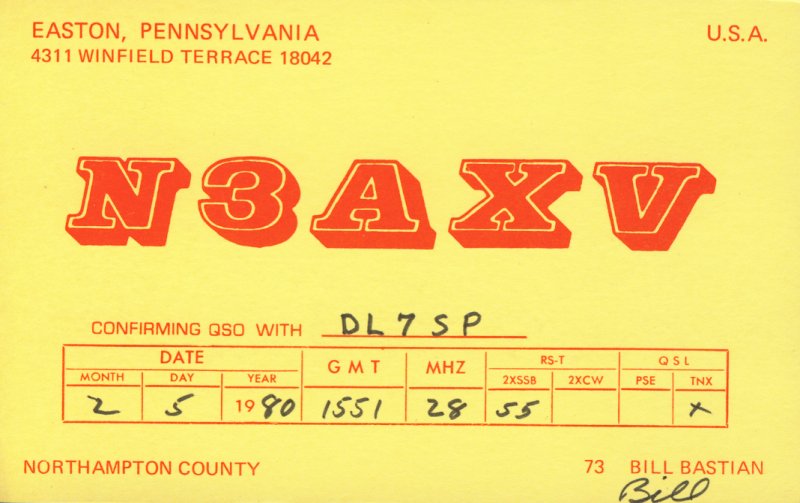 EASTON, PENNSYLVANIA U.S.A.
4311 WINFIELD TERRACE 18042
N3AXV
CONFIRMING QSO WITH DL7SP
DATE GMT MHZ RS-T QSL
MONTH DAY YEAR 2XSSB 2XCW PSE TNX
2 5 1980 1551 28 55 x
NORTHAMPTON COUNTY 73 BILL BASTIAN
Bill